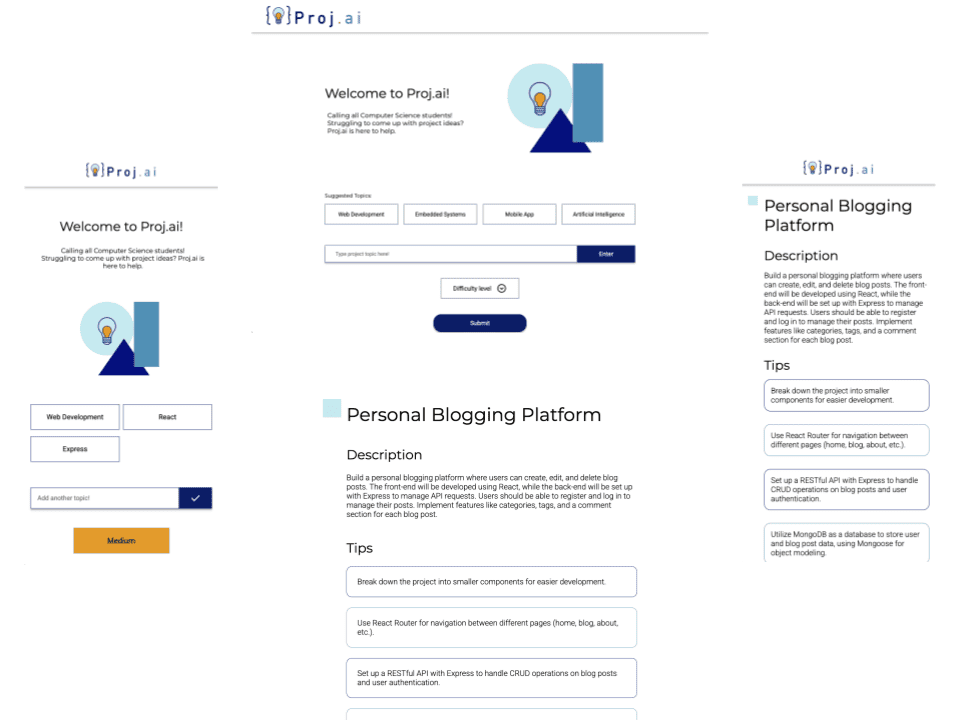 { }Proj.ai
Welcome to Proj.ai!
Calling all Computer Science students!
Struggling to come up with project ideas? Proj.ai is
here to help.
Web Development
React
Express
Add another topic!
Medium
{ }Proj.ai
Welcome to Proj.ai!
Calling all Computer Science students!
Struggling to come up with project ideas?
Proj.ai is here to help.
Suggested Topics:
Web Development
Embedded Systems
Mobile App
Artificial Intelligence
Type project topic here!
Enter
Difficulty level
Submit
Personal Blogging Platform
Description
Build a personal blogging platform where users can create, edit, and delete blog
posts. The front-end will be developed using React, while the back-end will be set up
with Express to manage API requests. Users should be able to register and log in to
manage their posts. Implement features like categories, tags, and a comment
section for each blog post.
Tips
Break down the project into smaller components for easier development.
Use React Router for navigation between different pages (home, blog, about,
etc.).
Set up a RESTful API with Express to handle CRUD operations on blog posts
and user authentication.
{ }Proj.ai
Personal Blogging
Platform
Description
Build a personal blogging platform where users
can create, edit, and delete blog posts. The front-
end will be developed using React, while the
back-end will be set up with Express to manage
API requests. Users should be able to register
and log in to manage their posts. Implement
features like categories, tags, and a comment
section for each blog post.
Tips
Break down the project into smaller
components for easier development.
Use React Router for navigation between
different pages (home, blog, about, etc.).
Set up a RESTful API with Express to handle
CRUD operations on blog posts and user
authentication.
Utilize MongoDB as a database to store user
and blog post data, using Mongoose for
object modeling.